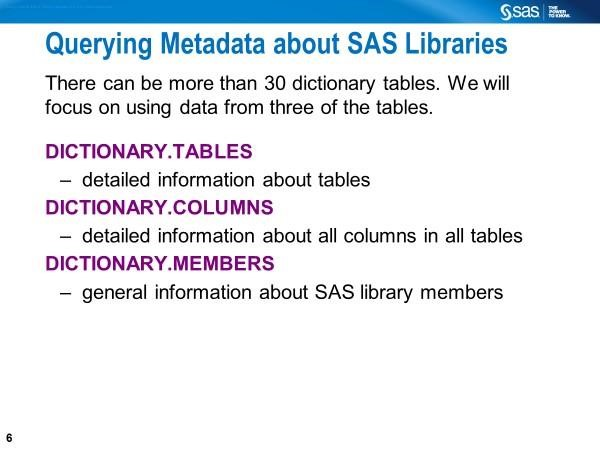 sas
THE
POWER
TO KNOW.
Querying Metadata about SAS Libraries
There can be more than 30 dictionary tables. We will
focus on using data from three of the tables.
DICTIONARY.TABLES
– detailed information about tables
DICTIONARY.COLUMNS
– detailed information about all columns in all tables
DICTIONARY.MEMBERS
– general information about SAS library members
6